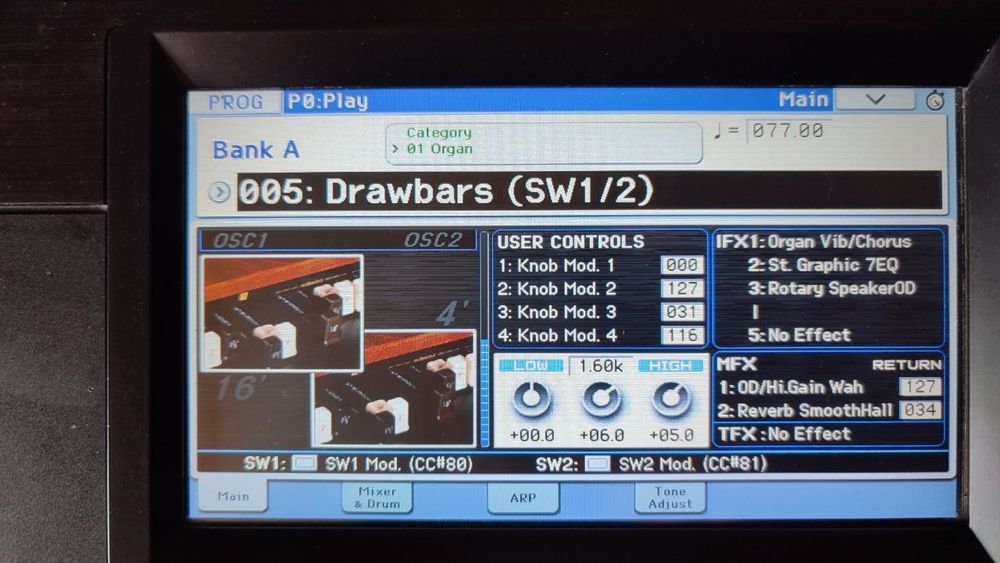 PROG P0:Play Main
Category
Bank A 01 Organ ♩= 077.00
005: Drawbars (SW1/2)
OSC1 OSC2
4'
16'
USER CONTROLS
1: Knob Mod. 1 000
2: Knob Mod. 2 127
3: Knob Mod. 3 031
4: Knob Mod. 4 116
LOW 1.60k HIGH
+00.0 +06.0 +05.0
IFX1: Organ Vib/Chorus
2: St. Graphic 7EQ
3: Rotary SpeakerOD
|
5: No Effect
MFX RETURN
1: OD/Hi.Gain Wah 127
2: Reverb SmoothHall 034
TFX : No Effect
SW1: SW1 Mod. (CC#80) SW2: SW2 Mod. (CC#81)
Main
Mixer
& Drum
ARP
Tone
Adjust